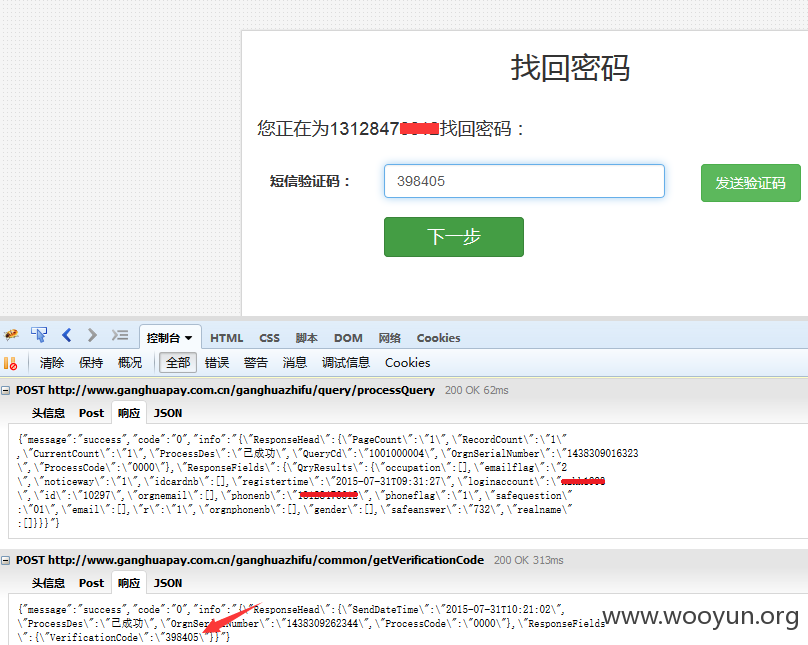 找回密码
您正在为13128470012找回密码：
短信验证码：
398405
发送验证码
下一步
控制台 HTML CSS 脚本 DOM 网络 Cookies
清除 保持 概况 全部 错误 警告 消息 调试信息 Cookies
POST http://www.ganghuapay.com.cn/ganghuazhifu/query/processQuery 200 OK 62ms
头信息 Post 响应 JSON
{"message":"success","code":"0","info":"{\"ResponseHead\":{\"PageCount\":\"1\",\"RecordCount\":\"1\"
,\"CurrentCount\":\"1\",\"ProcessDes\":\"已成功\",\"QueryCd\":\"1001000004\",\"OrgnSerialNumber\":\"1438309016323
\",\"ProcessCode\":\"0000\"},\"ResponseFields\":{\"QryResults\":{\"occupation\":[],\"emailflag\":\"2
\",\"noticeway\":\"1\",\"idcardnb\":[],\"registertime\":\"2015-07-31T09:31:27\",\"loginaccount\":\"
\",\"id\":\"10297\",\"orgnemail\":[],\"phonenb\":\"\",\"phoneflag\":\"1\",\"safequestion\"
:\"01\",\"email\":[],\"r\":\"1\",\"orgnphonenb\":[],\"gender\":[],\"safeanswer\":\"732\",\"realname\"
:[]}}}"}
POST http://www.ganghuapay.com.cn/ganghuazhifu/common/getVerificationCode 200 OK 313ms
头信息 Post 响应 JSON
{"message":"success","code":"0","info":"{\"ResponseHead\":{\"SendDateTime\":\"2015-07-31T10:21:02\",
\"ProcessDes\":\"已成功\",\"OrgnSerialNumber\":\"1438309262344\",\"ProcessCode\":\"0000\"},\"ResponseFields
\":{\"VerificationCode\":\"398405\"}}"}
www.wooyun.org